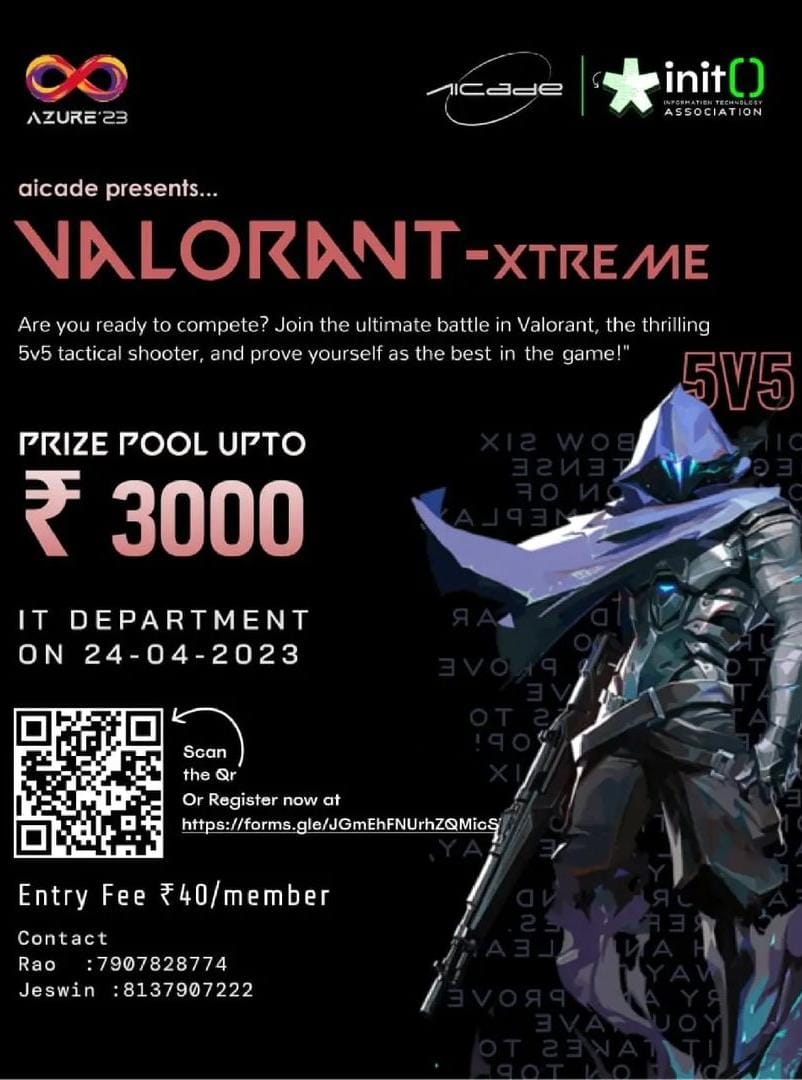 AZURE'23
aicade
init()
INFORMATION TECHNOLOGY
ASSOCIATION
aicade presents...
VALORANT-XTREME
Are you ready to compete? Join the ultimate battle in Valorant, the thrilling
5v5 tactical shooter, and prove yourself as the best in the game!"
5V5
PRIZE POOL UPTO
₹ 3000
IT DEPARTMENT
ON 24-04-2023
Scan
the Qr
Or Register now at
https://forms.gle/JGmEhFNUrhZQMicS
Entry Fee ₹40/member
Contact
Rao :7907828774
Jeswin :8137907222